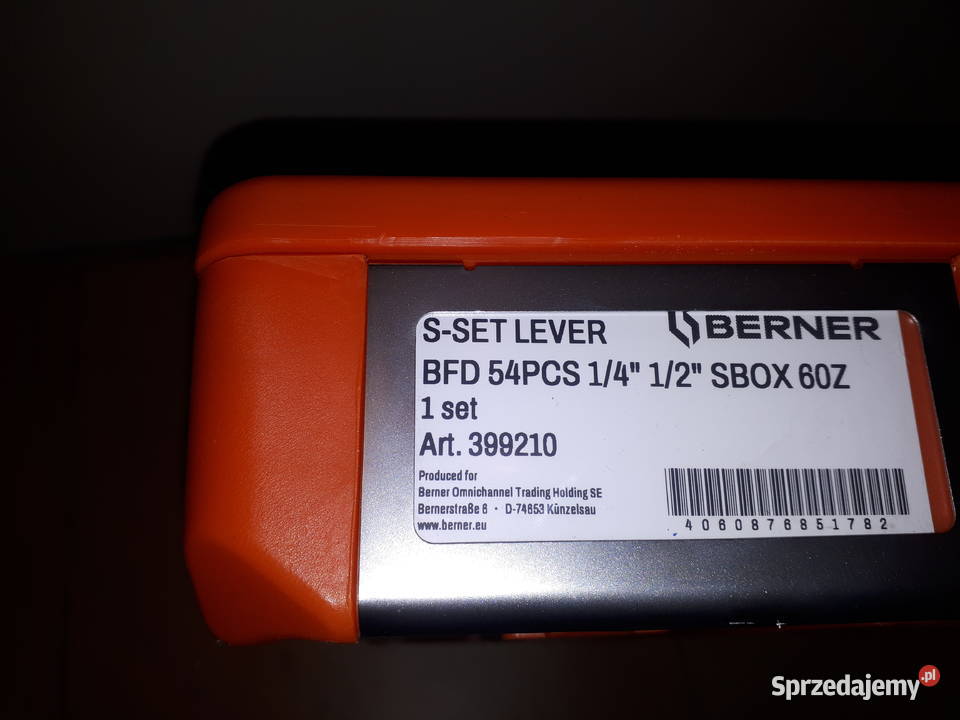 S-SET LEVER
BERNER
BFD 54PCS 1/4" 1/2" SBOX 60Z
1 set
Art. 399210
Produced for
Berner Omnichannel Trading Holding SE
Bernerstraße 6 • D-74653 Künzelsau
www.berner.eu
4060876851782
Sprzedajemy.pl